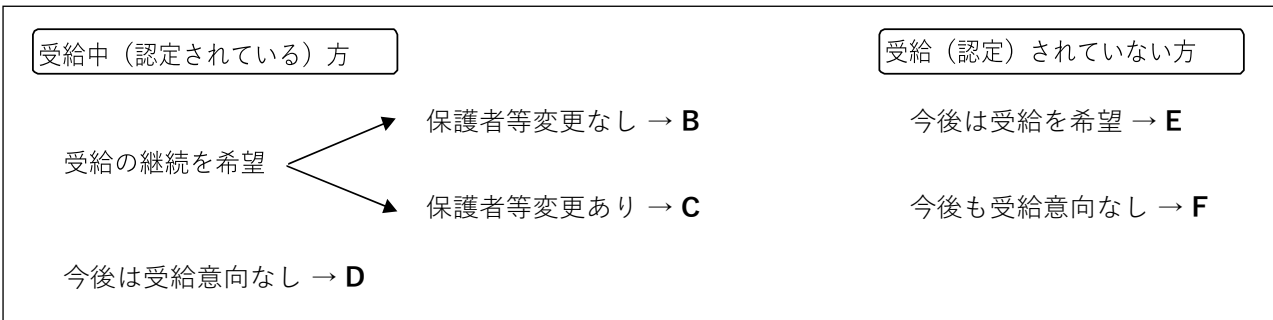 受給中（認定されている）方
受給の継続を希望
保護者等変更なし → B
保護者等変更あり → C
今後は受給意向なし → D
受給（認定）されていない方
今後は受給を希望 → E
今後も受給意向なし → F